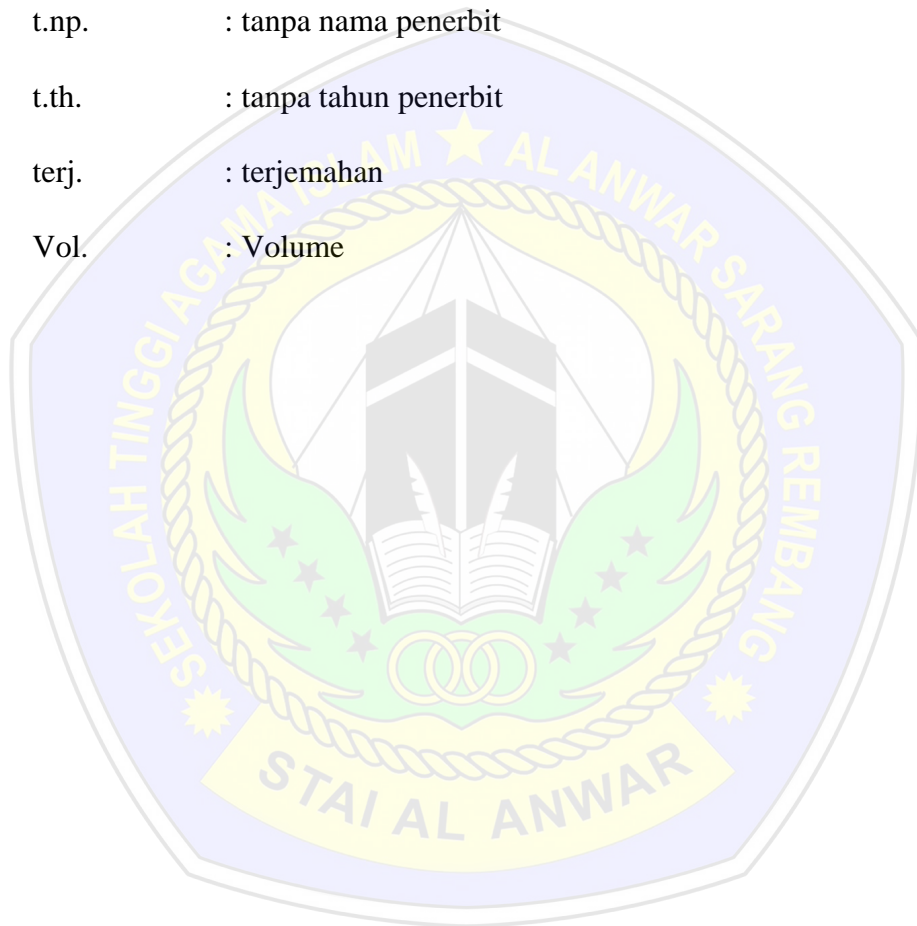 t.np. : tanpa nama penerbit
t.th. : tanpa tahun penerbit
terj. : terjemahan
Vol. : Volume
SEKOLAH TINGGI AGAMA ISLAM ★ AL ANWAR SARANG REMBANG
STAI AL ANWAR